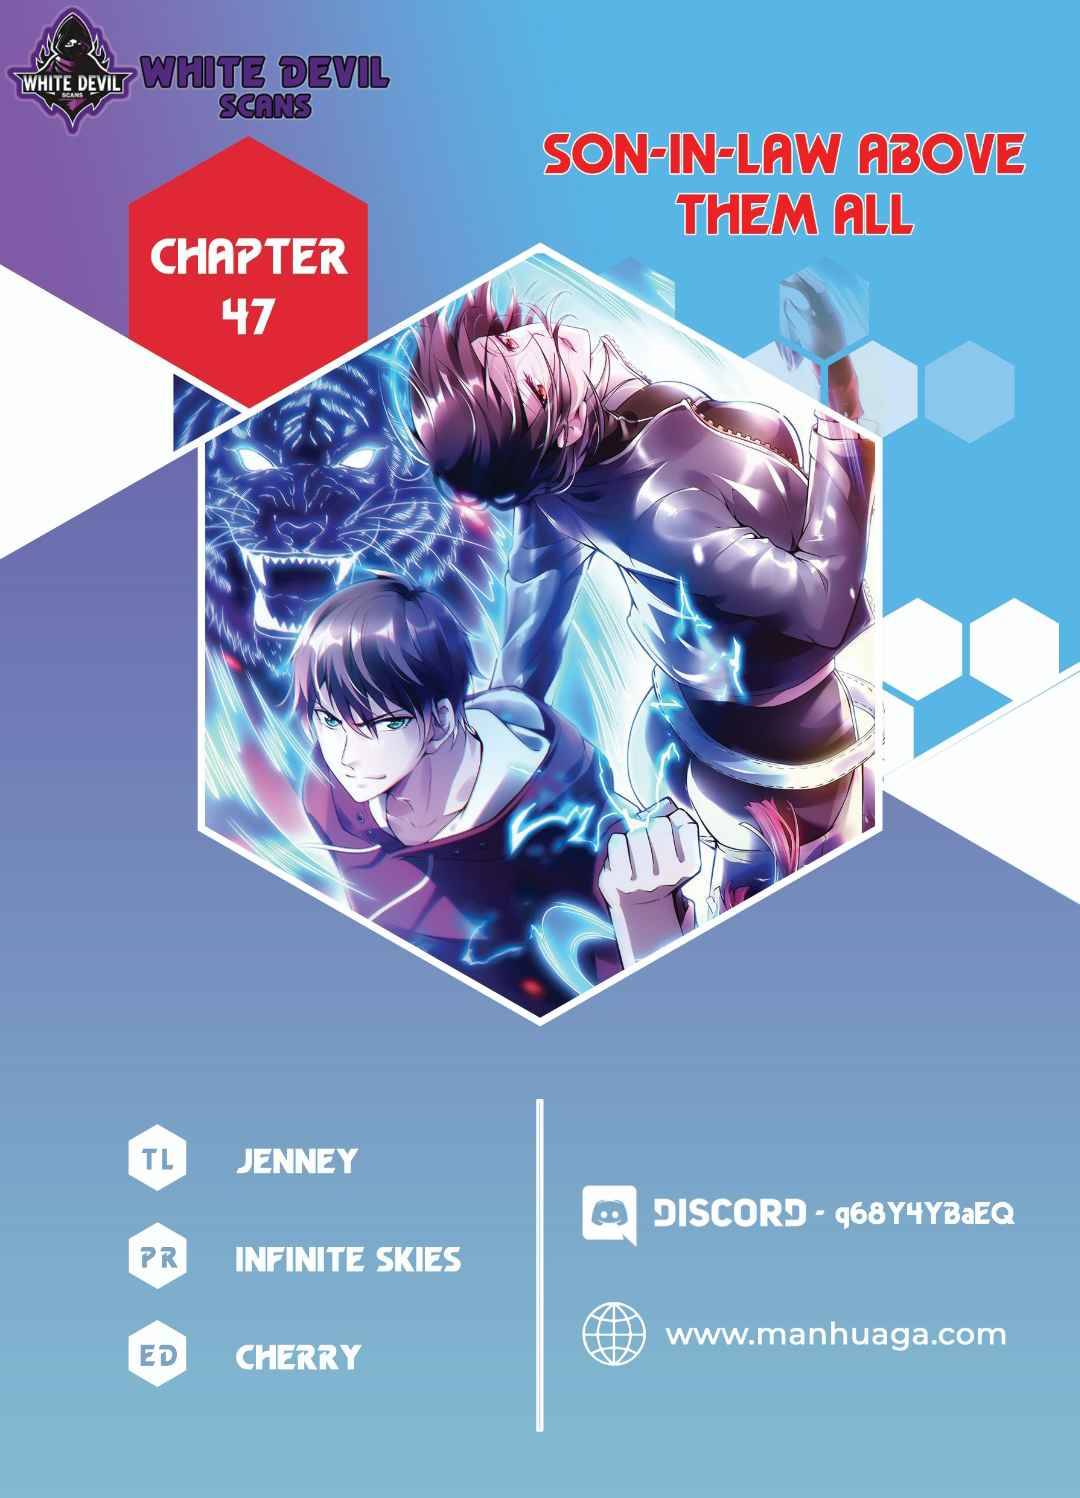 WHITE DEVIL
SCANS
WHITE DEVIL
SCANS
SON-IN-LAW ABOVE
THEM ALL
CHAPTER
47
TL JENNEY
PR INFINITE SKIES
ED CHERRY
DISCORD - q68Y4YBaEQ
www.manhuaga.com